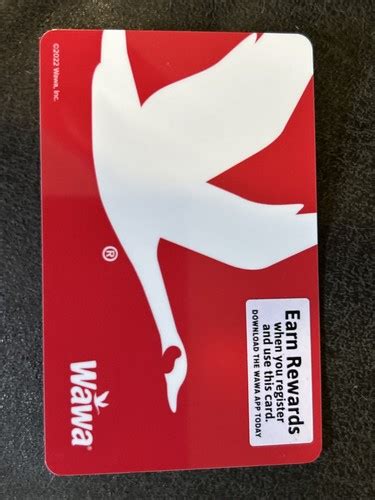 ©2022 Wawa, Inc.
®
Wawa®
Earn Rewards
when you register
and use this card.
DOWNLOAD THE WAWA APP TODAY